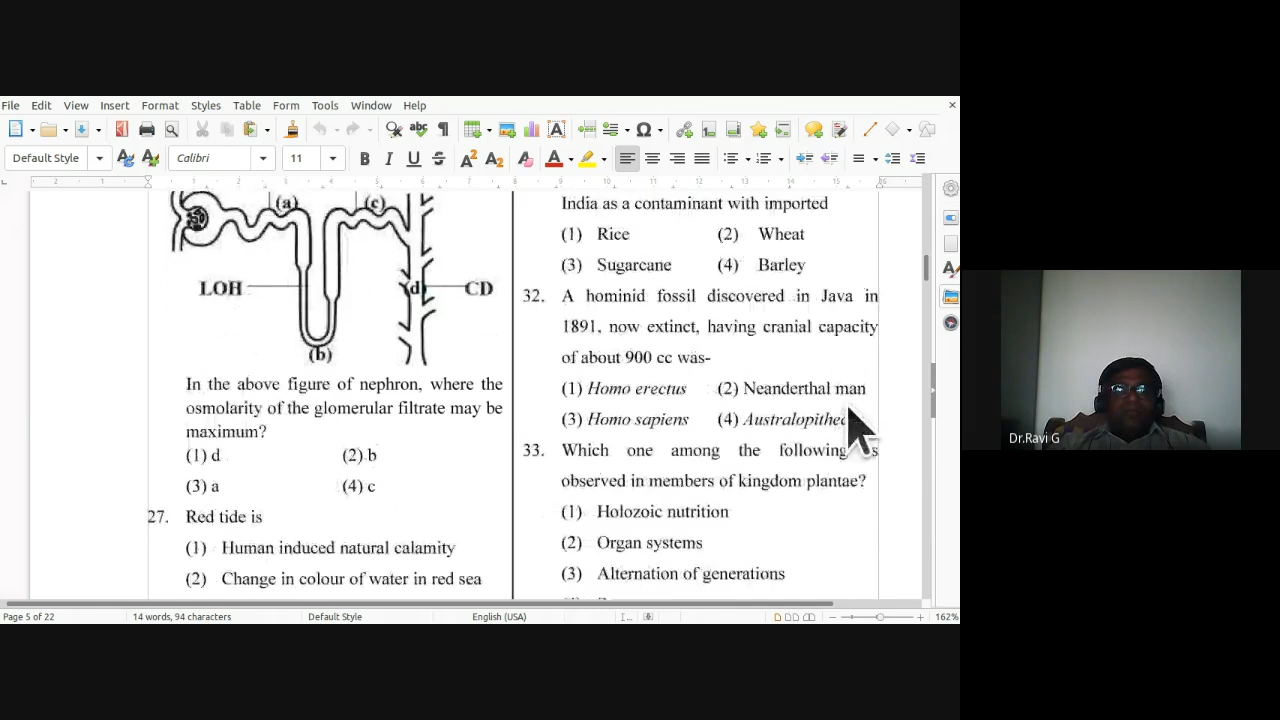 File Edit View Insert Format Styles Table Form Tools Window Help
Default Style Calibri 11
(a) (c)
LOH (d) CD
(b)
In the above figure of nephron, where the
osmolarity of the glomerular filtrate may be
maximum?
(1) d (2) b
(3) a (4) c
27. Red tide is
(1) Human induced natural calamity
(2) Change in colour of water in red sea
India as a contaminant with imported
(1) Rice (2) Wheat
(3) Sugarcane (4) Barley
32. A hominid fossil discovered in Java in
1891, now extinct, having cranial capacity
of about 900 cc was-
(1) Homo erectus (2) Neanderthal man
(3) Homo sapiens (4)
33. Which one among the following
observed in members of kingdom plantae?
(1) Holozoic nutrition
(2) Organ systems
(3) Alternation of generations
Page 5 of 22 14 words, 94 characters Default Style English (USA) 162%
Dr.Ravi G